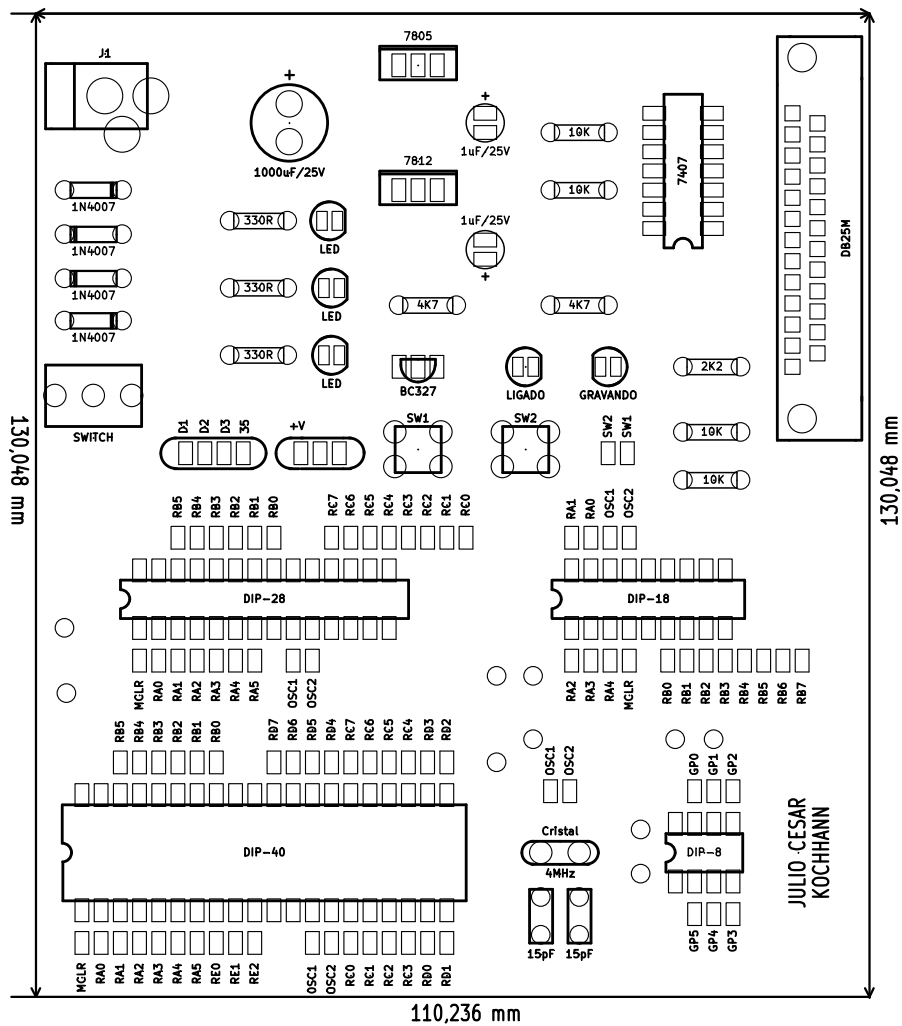 J1
7805
+
+
1000uF/25V
1uF/25V
10K
7407
DB25M
7812
10K
1N4007
330R
LED
1uF/25V
+
1N4007
1N4007
330R
LED
4K7
4K7
1N4007
330R
LED
BC327
LIGADO
GRAVANDO
2K2
SWITCH
D1 D2 D3 35
+V
SW1
SW2
SW2 SW1
10K
10K
130,048 mm
130,048 mm
RB5 RB4 RB3 RB2 RB1 RB0
RC7 RC6 RC5 RC4 RC3 RC2 RC1 RC0
RA1 RA0 OSC1 OSC2
DIP-28
DIP-18
MCLR RA0 RA1 RA2 RA3 RA4 RA5
OSC1 OSC2
RA2 RA3 RA4 MCLR
RB0 RB1 RB2 RB3 RB4 RB5 RB6 RB7
RB5 RB4 RB3 RB2 RB1 RB0
RD7 RD6 RD5 RD4 RC7 RC6 RC5 RC4 RD3 RD2
OSC1 OSC2
GP0 GP1 GP2
DIP-40
Cristal
4MHz
DIP-8
JULIO CESAR
KOCHHANN
15pF
15pF
GP5 GP4 GP3
MCLR RA0 RA1 RA2 RA3 RA4 RA5 RE0 RE1 RE2
OSC1 OSC2 RC0 RC1 RC2 RC3 RD0 RD1
110,236 mm